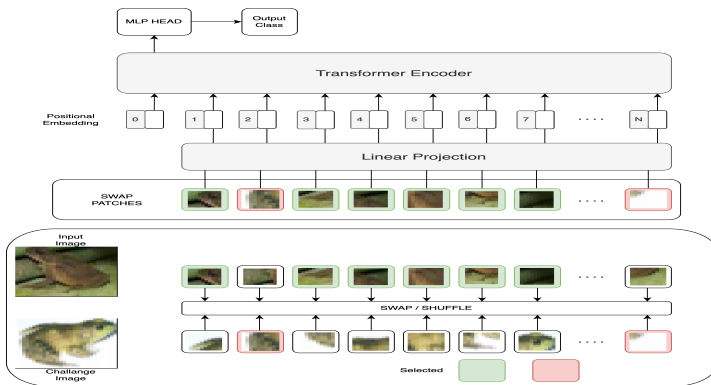 MLP HEAD
Output
Class
Transformer Encoder
Positional
Embedding
0 1 2 3 4 5 6 7 . . . . N
Linear Projection
SWAP
PATCHES
. . . .
Input
Image
. . . .
SWAP / SHUFFLE
. . . .
Challange
Image
Selected